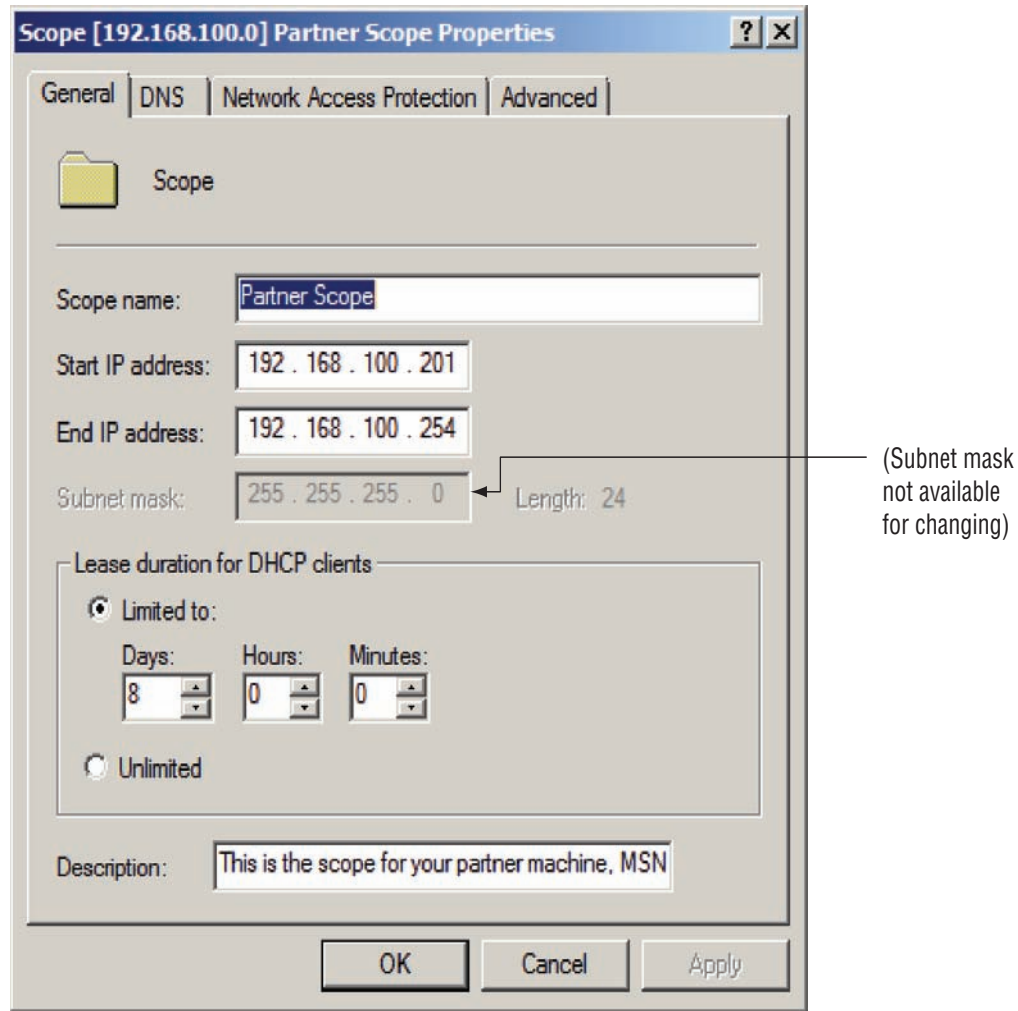 Scope [192.168.100.0] Partner Scope Properties
General DNS Network Access Protection Advanced
Scope
Scope name: Partner Scope
Start IP address: 192 . 168 . 100 . 201
End IP address: 192 . 168 . 100 . 254
Subnet mask: 255 . 255 . 255 . 0 Length: 24
(Subnet mask
not available
for changing)
Lease duration for DHCP clients
Limited to:
Days: Hours: Minutes:
8 0 0
Unlimited
Description: This is the scope for your partner machine, MSN
OK Cancel Apply